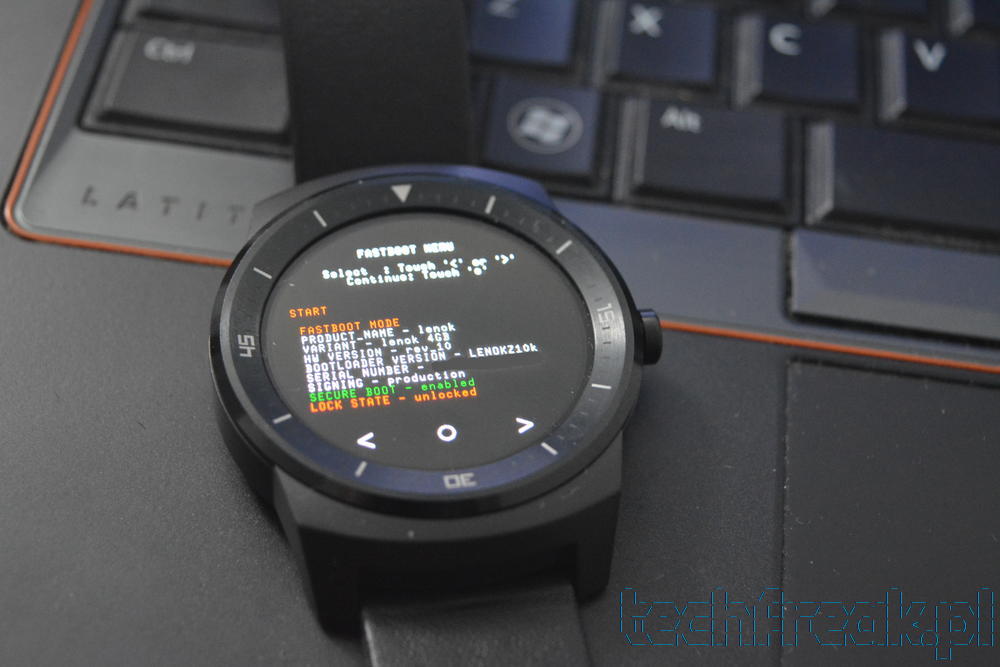 Z
X
C
V
Ctrl
Alt
LATIT
FASTBOOT MENU
Select : Touch '<' or '>'
Continue: Touch 'o'
START
FASTBOOT MODE
PRODUCT_NAME - lenok
VARIANT - lenok 4GB
HW VERSION - rev_10
BOOTLOADER VERSION - LENOKZ10k
SERIAL NUMBER -
SIGNING - production
SECURE BOOT - enabled
LOCK STATE - unlocked
< O >
15
30
45
techfreak.pl